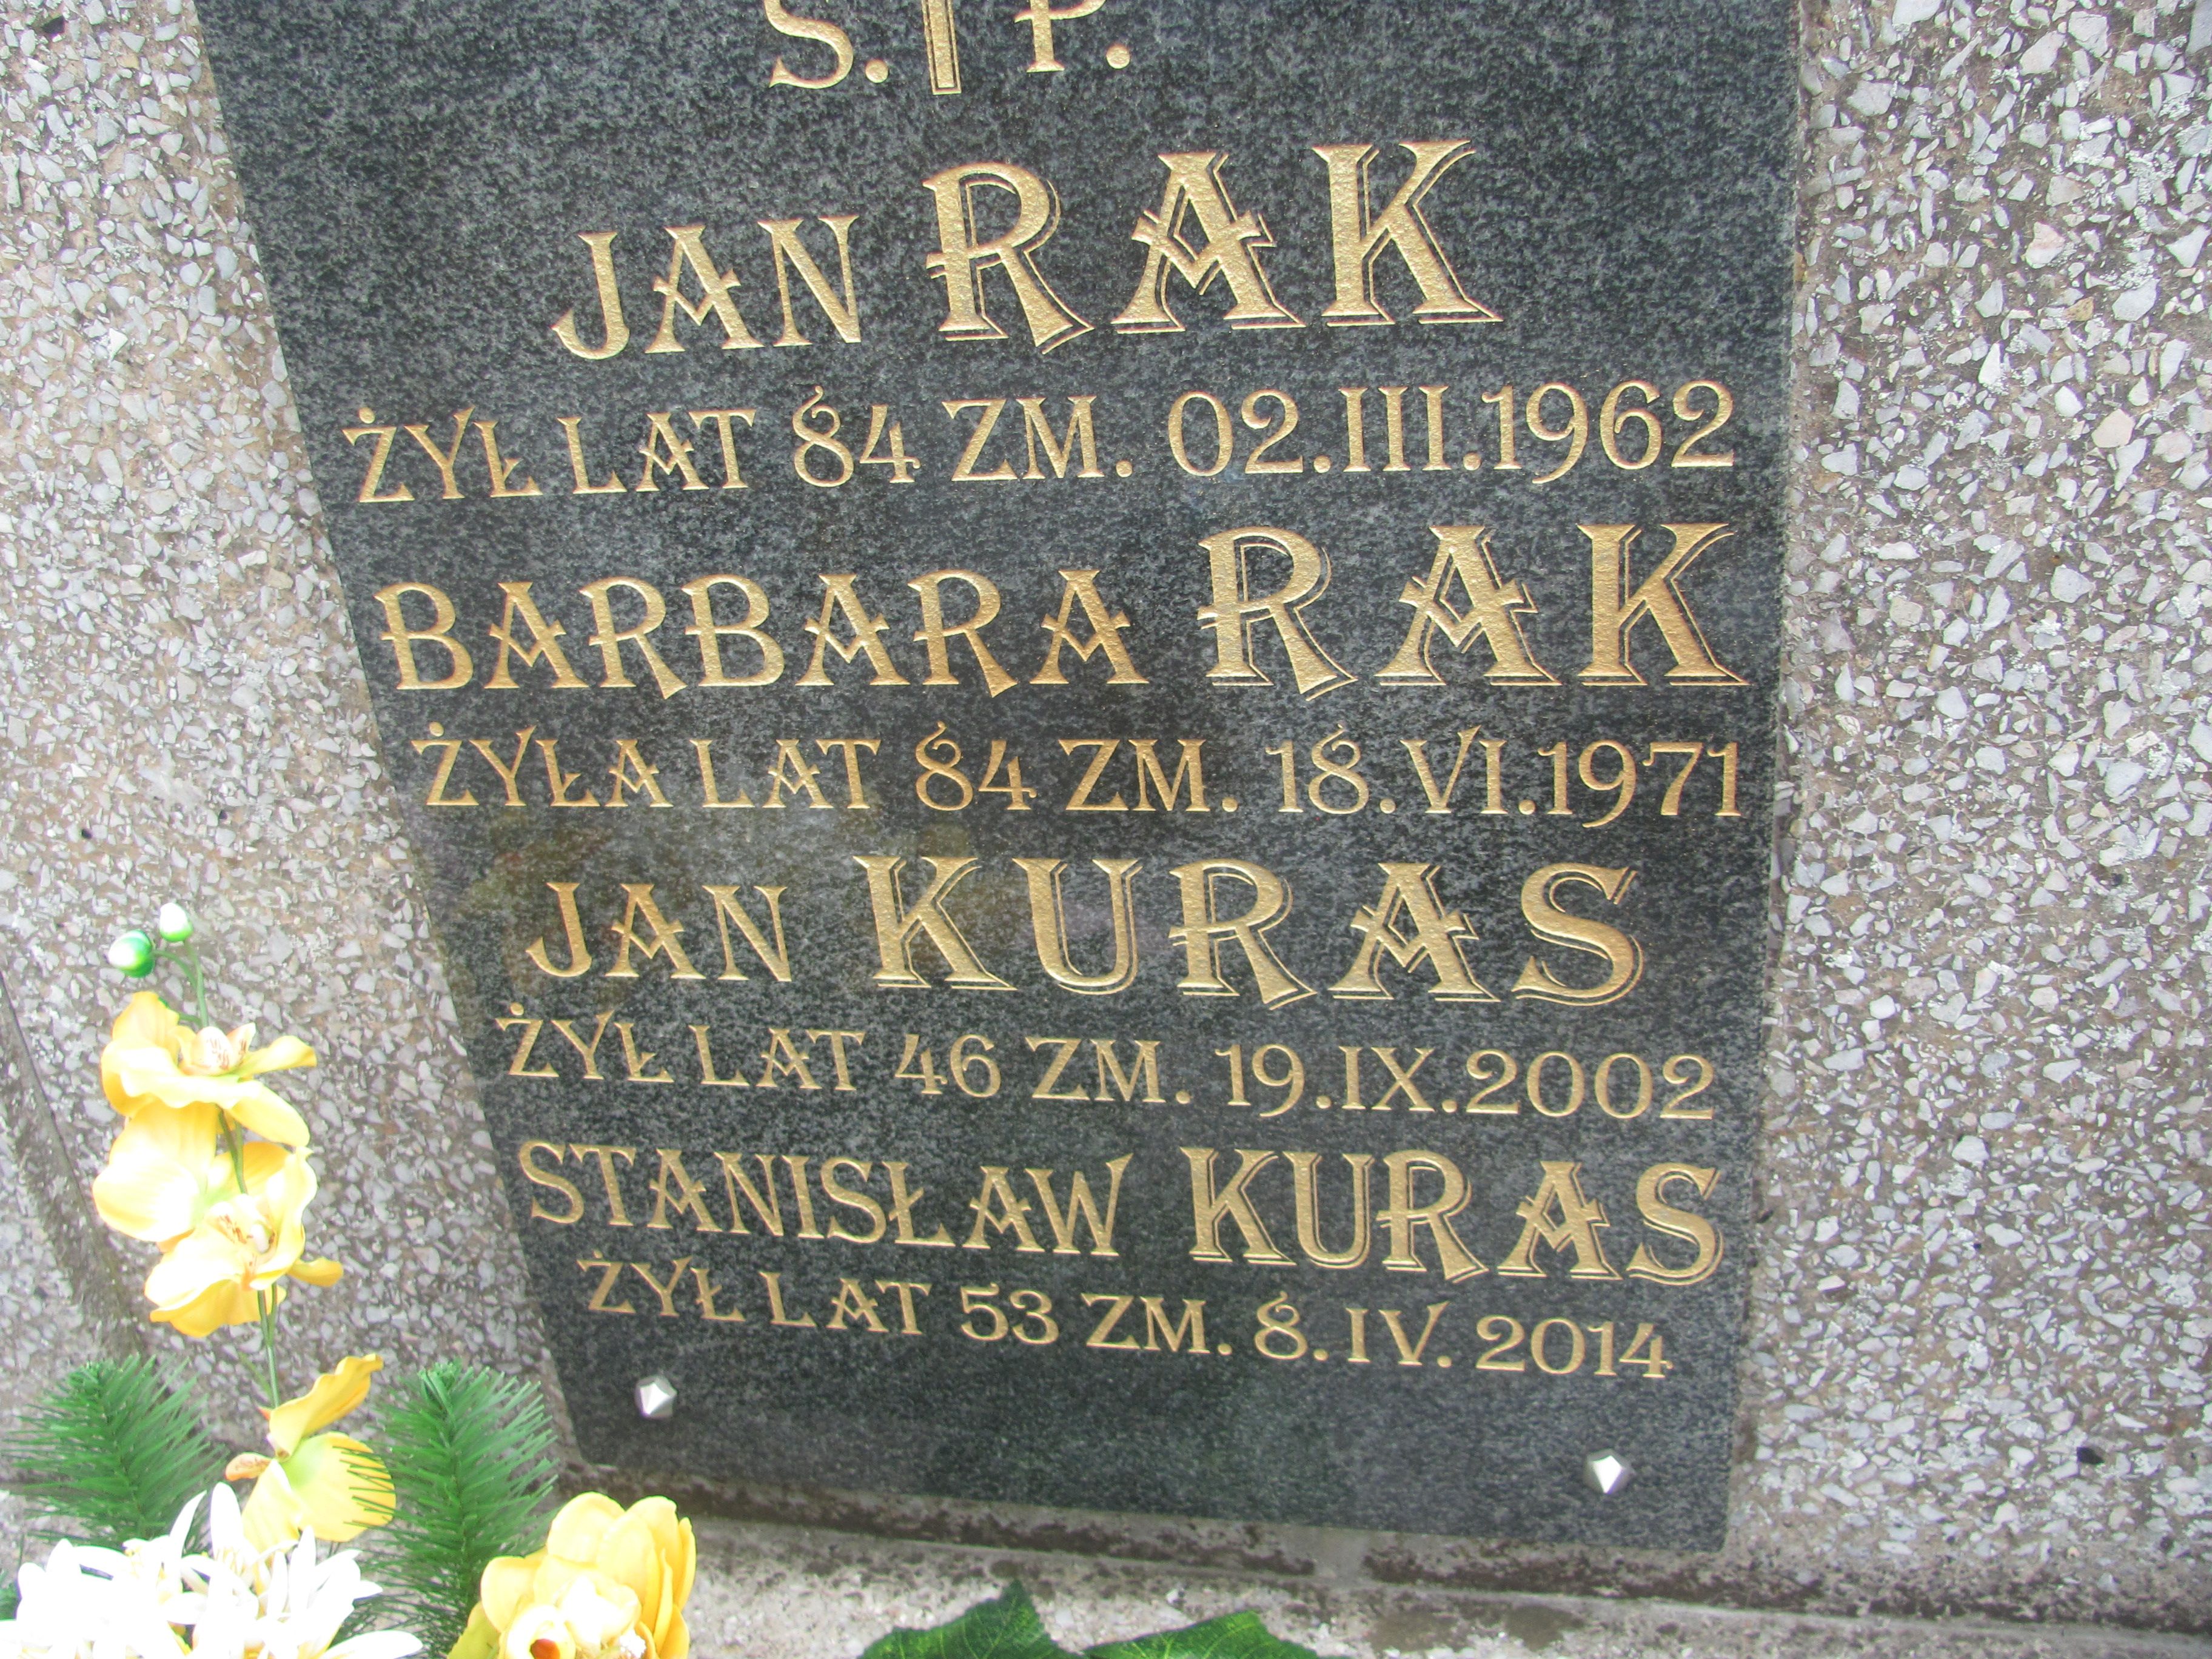 Ś.†P.
JAN RAK
ŻYŁ LAT 84 ZM. 02.III.1962
BARBARA RAK
ŻYŁA LAT 84 ZM. 18.VI.1971
JAN KURAS
ŻYŁ LAT 46 ZM. 19.IX.2002
STANISŁAW KURAS
ŻYŁ LAT 53 ZM. 8.IV.2014